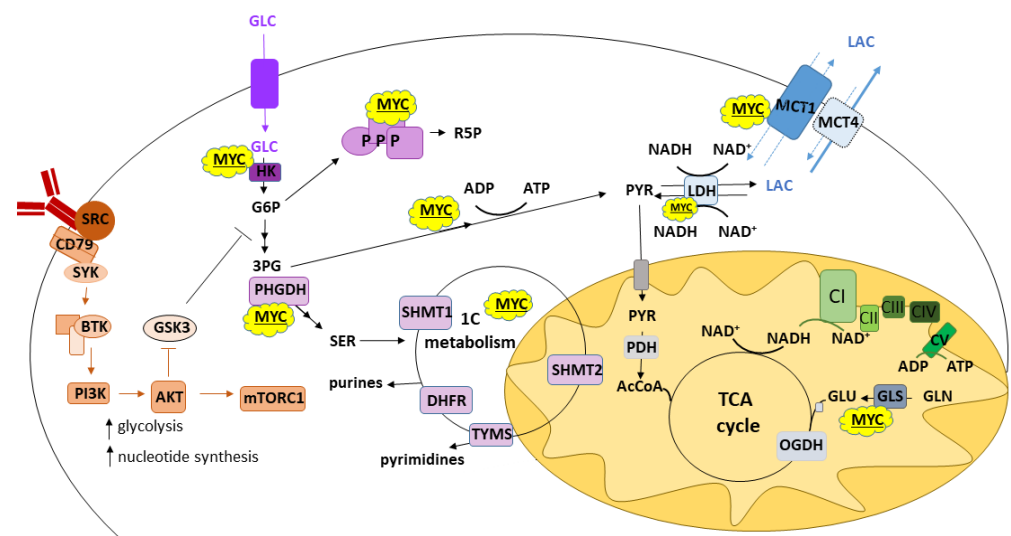 GLC
LAC
MYC
MCT1
MCT4
MYC
P P P
R5P
GLC
MYC
HK
NADH
NAD+
G6P
ADP
ATP
PYR
LDH
LAC
MYC
MYC
NADH
NAD+
SRC
CD79
SYK
3PG
PHGDH
MYC
BTK
GSK3
SER
SHMT1
1C
metabolism
MYC
SHMT2
purines
DHFR
TYMS
pyrimidines
PI3K
AKT
mTORC1
glycolysis
nucleotide synthesis
PYR
PDH
AcCoA
NAD+
NADH
NAD+
CI
CII
CIII
CIV
CV
ADP
ATP
TCA
cycle
GLU
GLS
GLN
MYC
OGDH